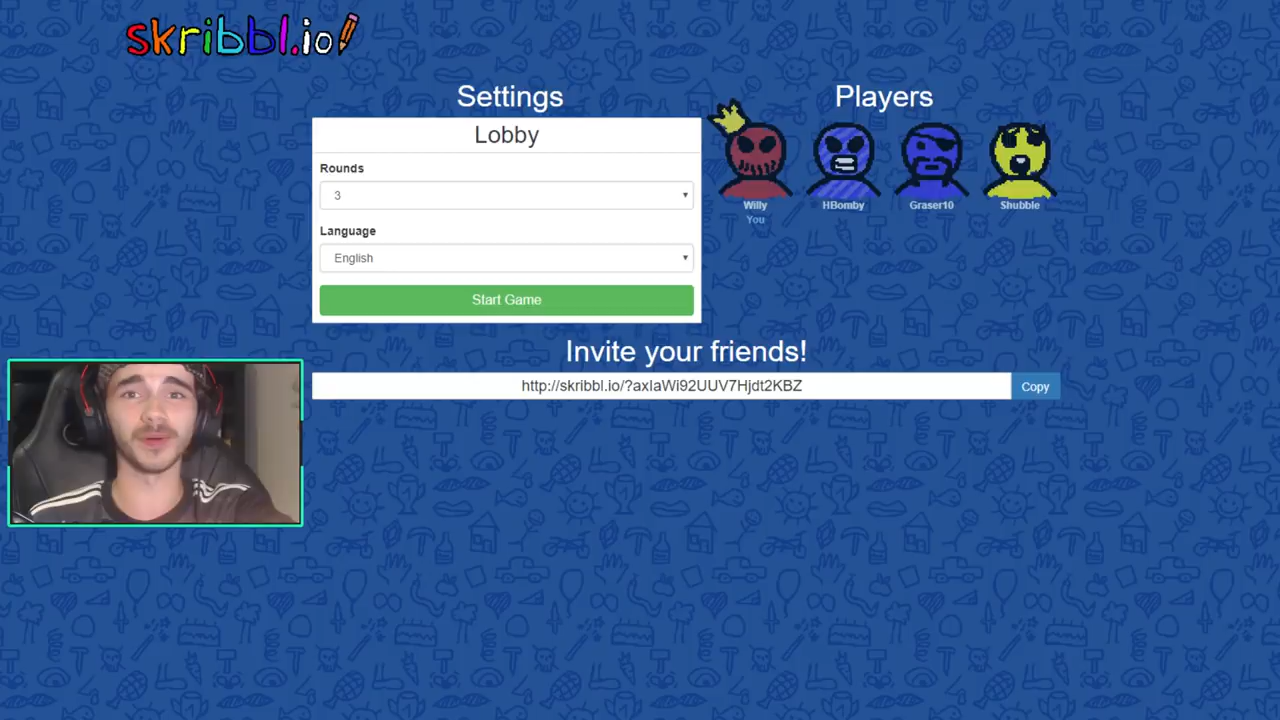 skribbl.io
Settings
Players
Lobby
Rounds
3
Language
English
Start Game
Willy
You
HBomby
Graser10
Shubble
Invite your friends!
http://skribbl.io/?axlaWi92UUV7Hjdt2KBZ
Copy